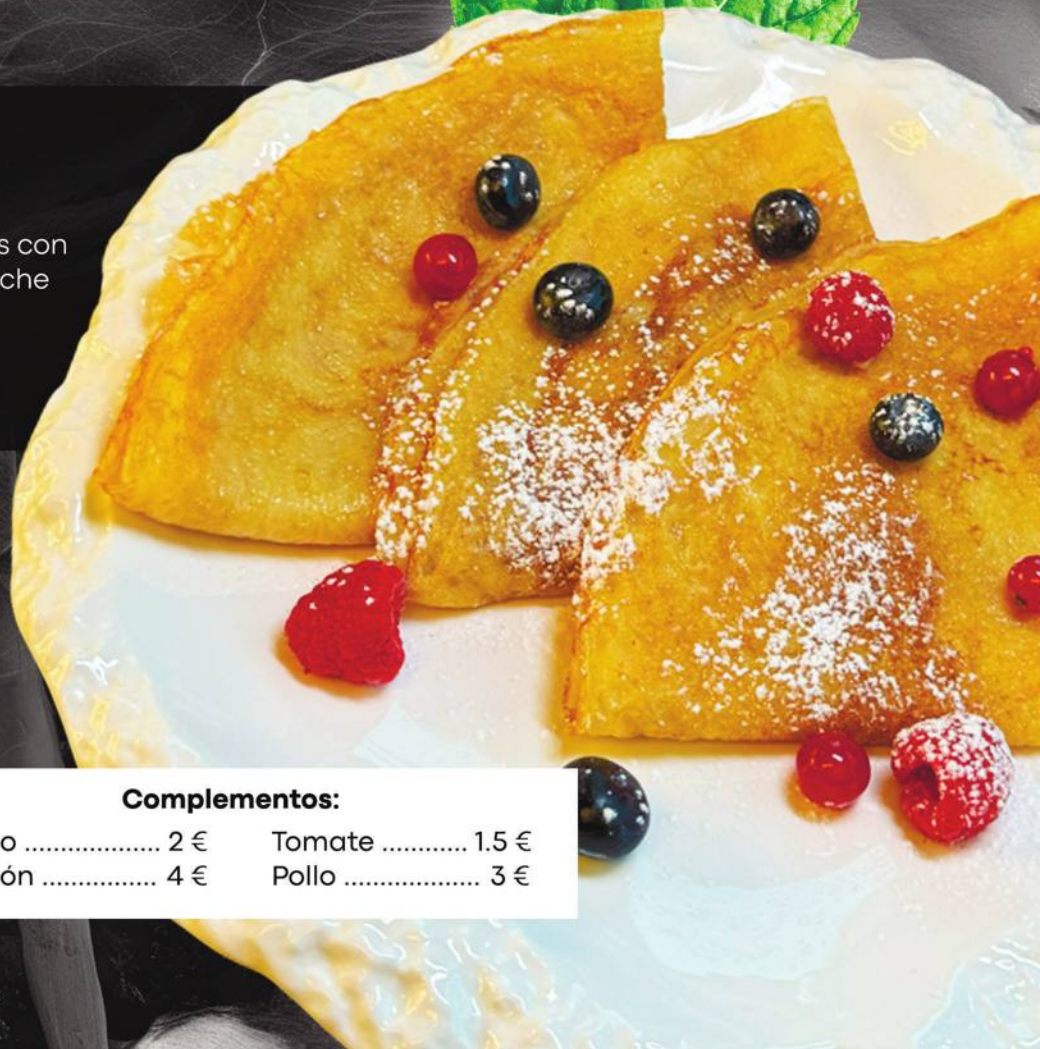 s con
che
Complementos:
o ................... 2 € Tomate ............ 1.5 €
ón ................ 4 € Pollo ................... 3 €